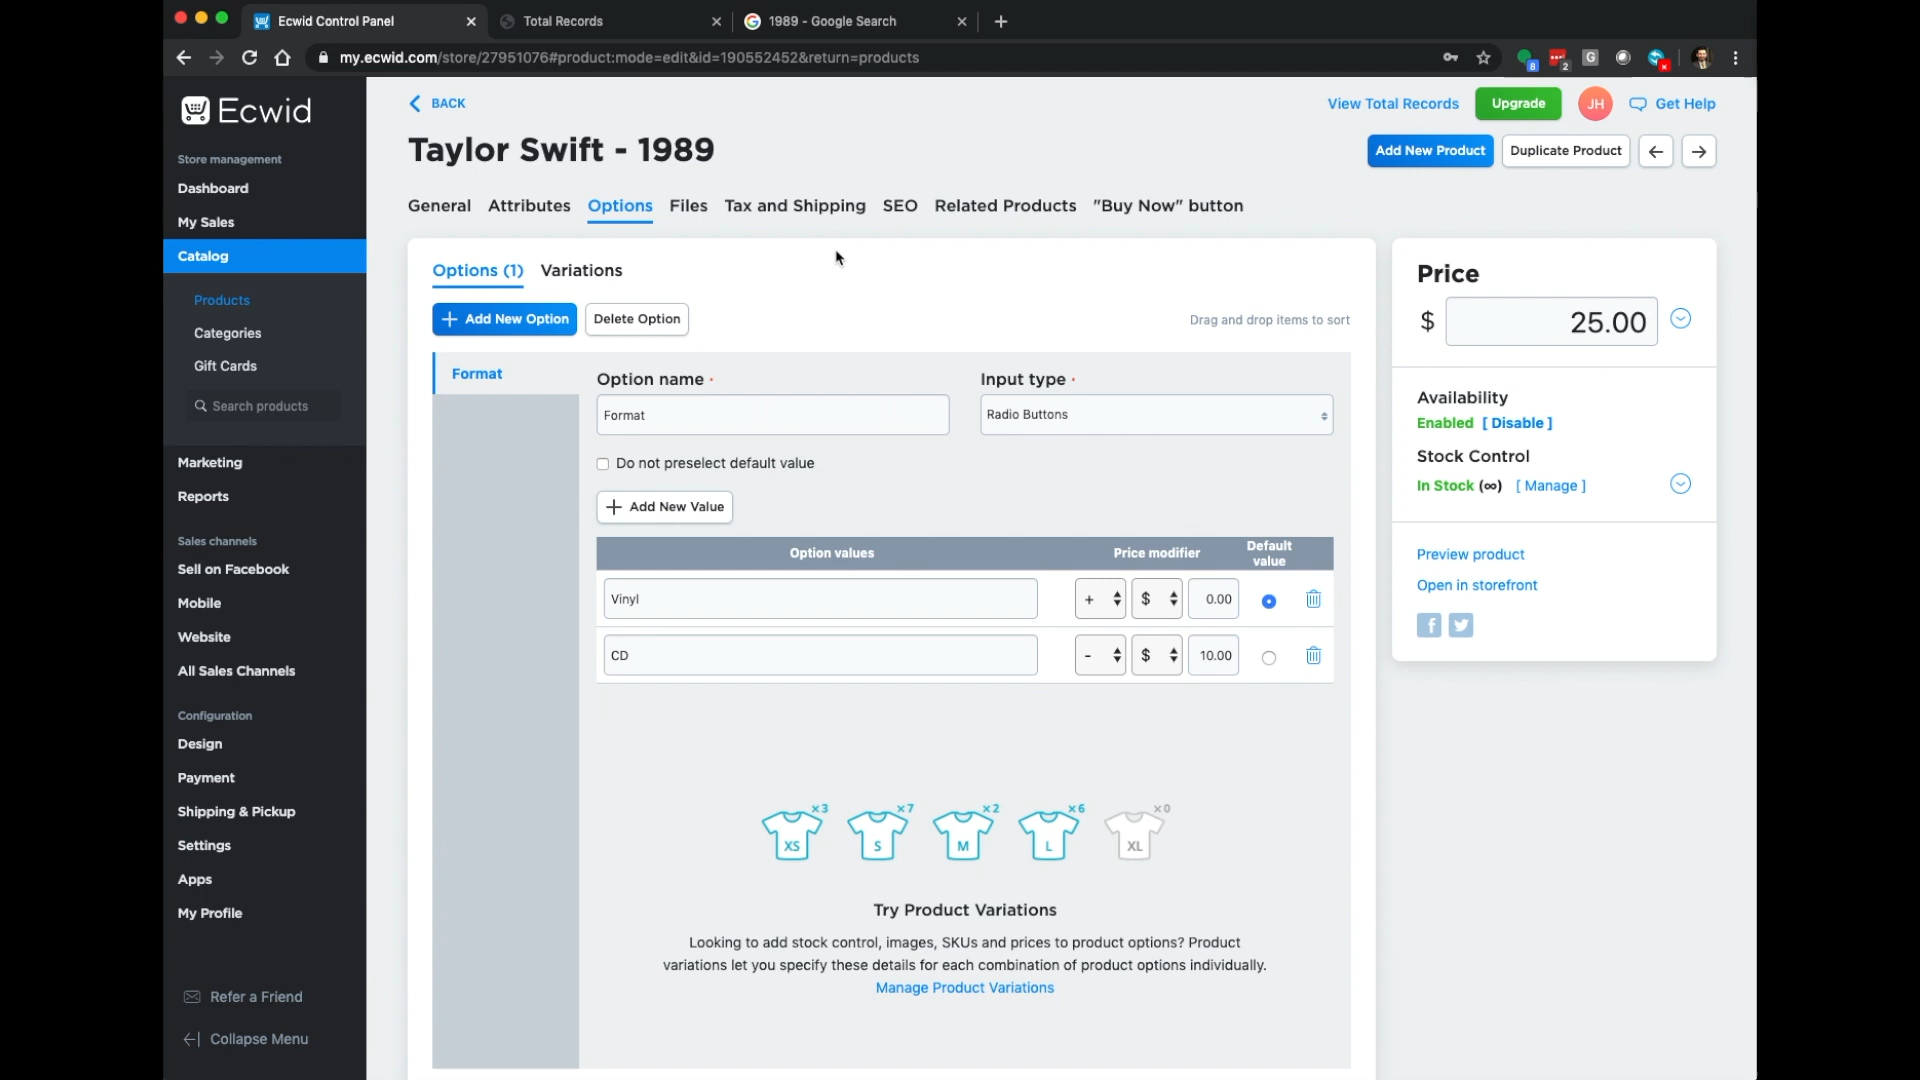 Ecwid Control Panel
Total Records
1989 - Google Search
my.ecwid.com/store/27951076#product:mode=edit&id=190552452&return=products
8
2
G
Ecwid
Store management
Dashboard
My Sales
Catalog
Products
Categories
Gift Cards
Search products
Marketing
Reports
Sales channels
Sell on Facebook
Mobile
Website
All Sales Channels
Configuration
Design
Payment
Shipping & Pickup
Settings
Apps
My Profile
Refer a Friend
Collapse Menu
BACK
View Total Records
Upgrade
JH
Get Help
Taylor Swift - 1989
Add New Product
Duplicate Product
General
Attributes
Options
Files
Tax and Shipping
SEO
Related Products
"Buy Now" button
Options (1)
Variations
Add New Option
Delete Option
Drag and drop items to sort
Format
Option name
Format
Input type
Radio Buttons
Do not preselect default value
Add New Value
Option values
Price modifier
Default
value
Vinyl
+
$
0.00
CD
-
$
10.00
XS
x3
S
x7
M
x2
L
x6
XL
x0
Try Product Variations
Looking to add stock control, images, SKUs and prices to product options? Product
variations let you specify these details for each combination of product options individually.
Manage Product Variations
Price
$
25.00
Availability
Enabled [ Disable ]
Stock Control
In Stock (∞) [ Manage ]
Preview product
Open in storefront